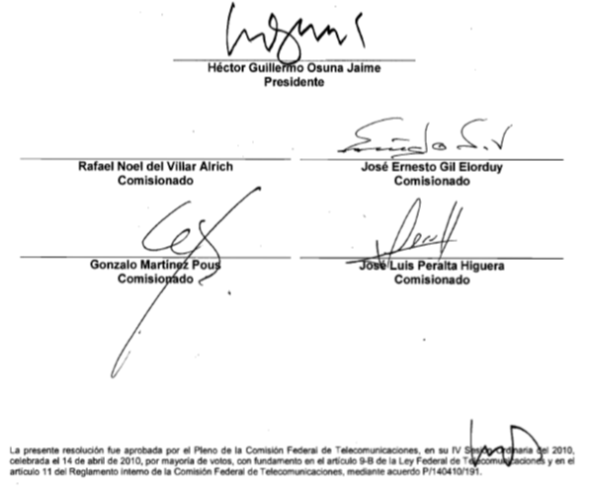 Héctor Guillermo Osuna Jaime
Presidente
Rafael Noel del Villar Alrich
Comisionado
José Ernesto Gil Elorduy
Comisionado
Gonzalo Martínez Pous
Comisionado
José Luis Peralta Higuera
Comisionado
La presente resolución fue aprobada por el Pleno de la Comisión Federal de Telecomunicaciones, en su IV Sesión Ordinaria del 2010,
celebrada el 14 de abril de 2010, por mayoría de votos, con fundamento en el artículo 9-B de la Ley Federal de Telecomunicaciones y en el
artículo 11 del Reglamento Interno de la Comisión Federal de Telecomunicaciones, mediante acuerdo P/140410/191.